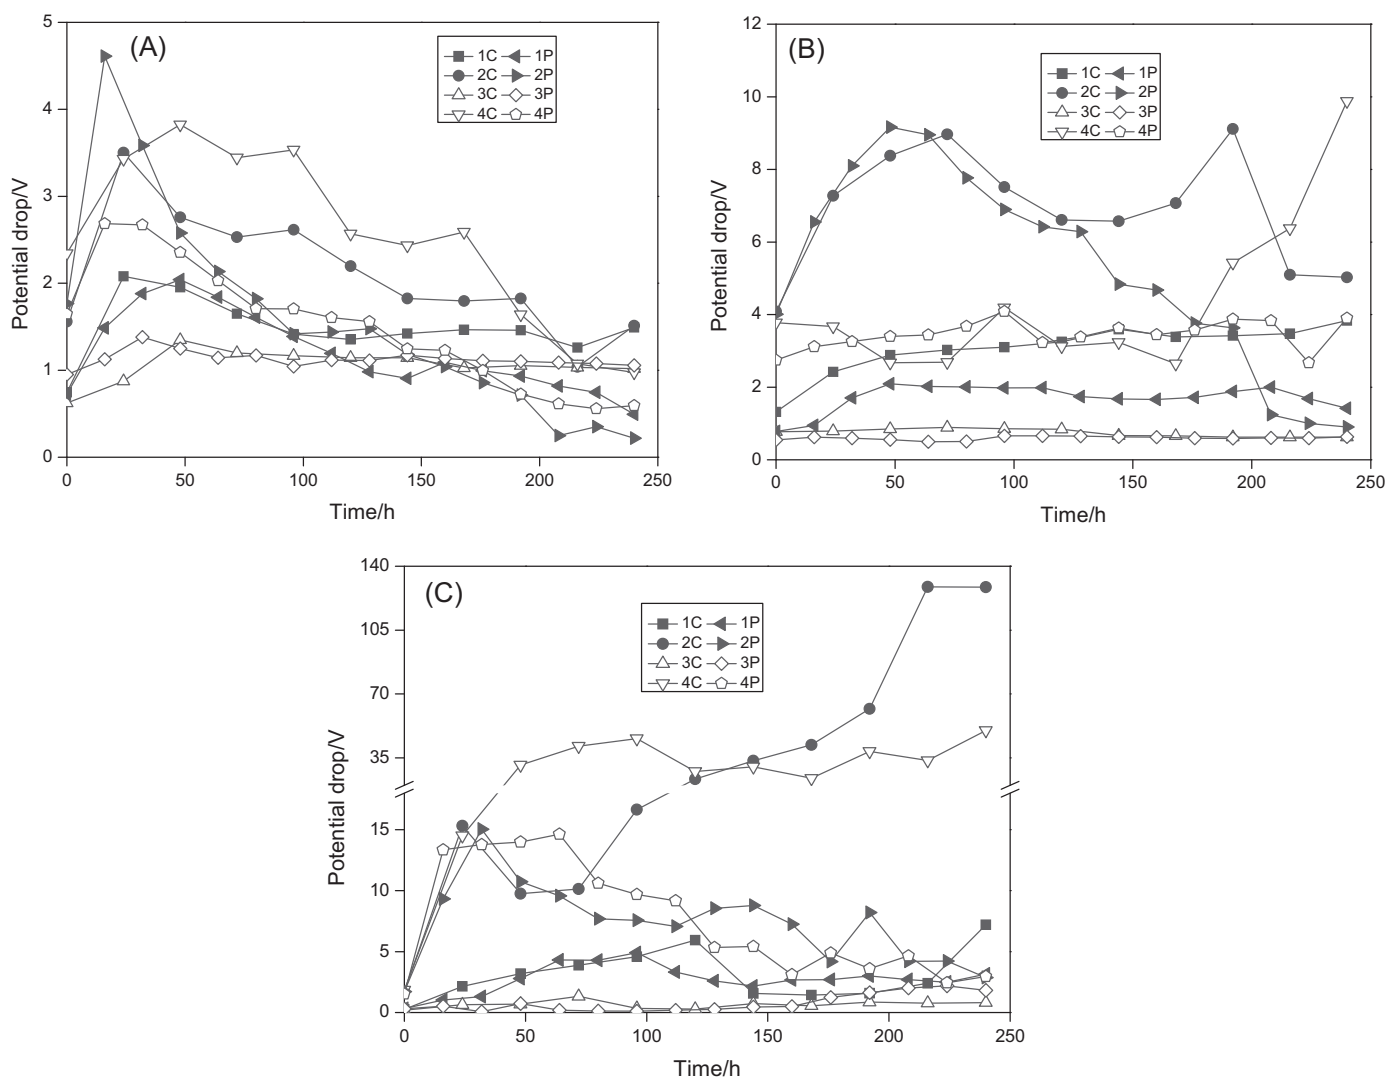 (A)
1C 1P
2C 2P
3C 3P
4C 4P
5
4
3
2
1
0
Potential drop/V
0 50 100 150 200 250
Time/h
(B)
1C 1P
2C 2P
3C 3P
4C 4P
12
10
8
6
4
2
0
Potential drop/V
0 50 100 150 200 250
Time/h
(C)
1C 1P
2C 2P
3C 3P
4C 4P
140
105
70
35
15
10
5
0
Potential drop/V
0 50 100 150 200 250
Time/h